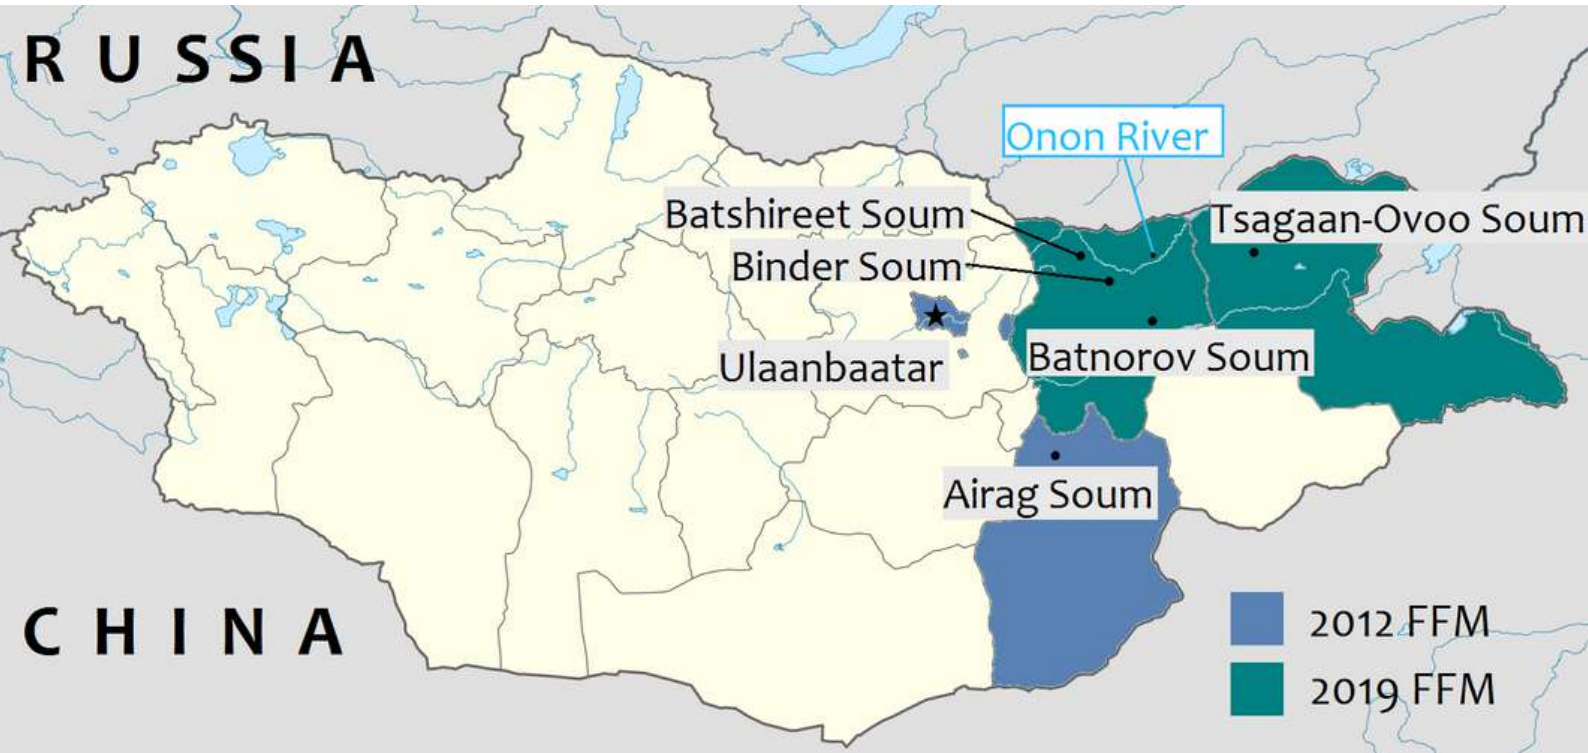 RUSSIA
Onon River
Batshireet Soum
Tsagaan-Ovoo Soum
Binder Soum
Ulaanbaatar
Batnorov Soum
Airag Soum
CHINA
2012 FFM
2019 FFM